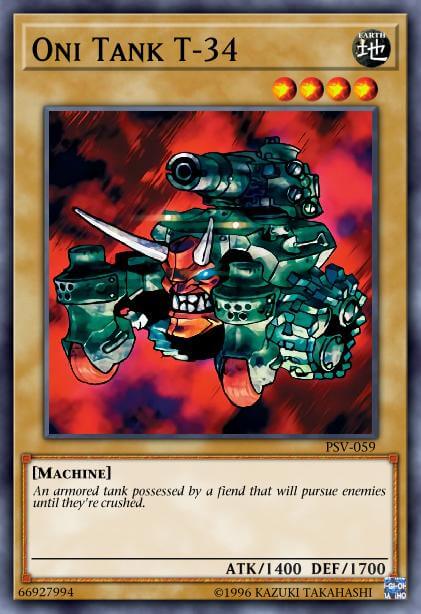 ONI TANK T-34
EARTH
地
PSV-059
[MACHINE]
An armored tank possessed by a fiend that will pursue enemies
until they're crushed.
ATK/1400 DEF/1700
66927994
©1996 KAZUKI TAKAHASHI